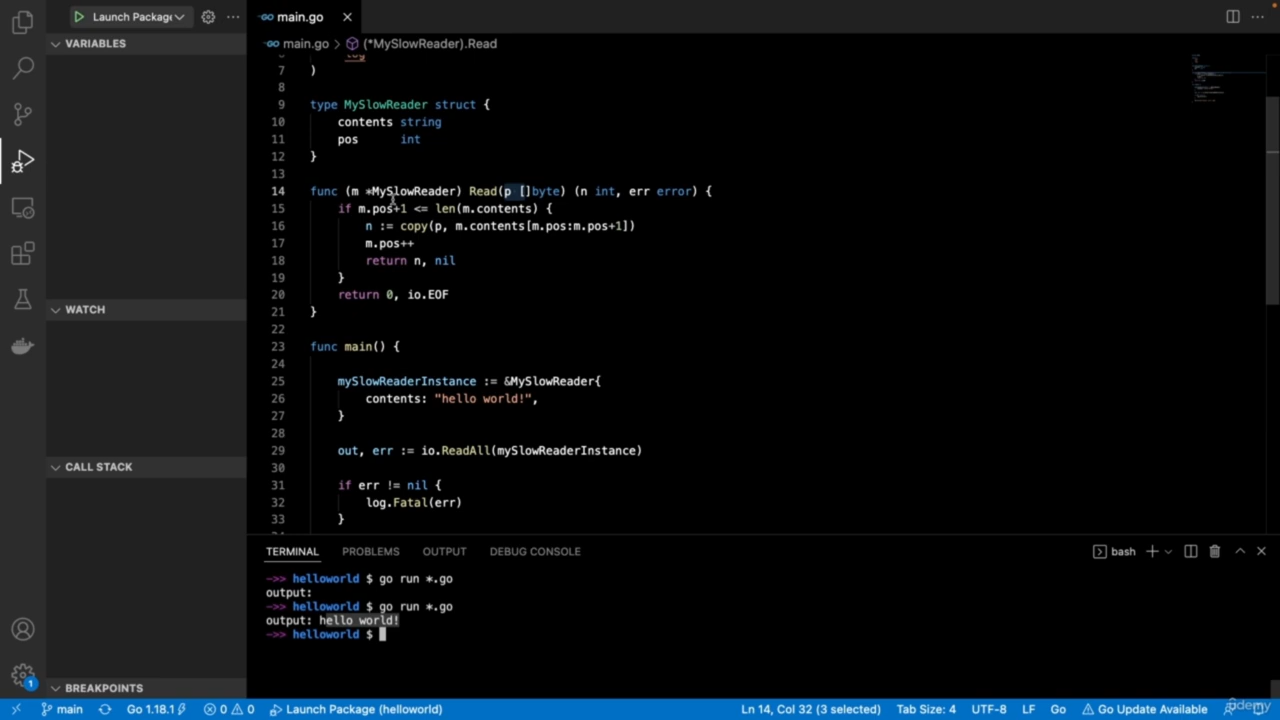 Launch Package
main.go
VARIABLES
main.go > (*MySlowReader).Read
log
7 )
8
9 type MySlowReader struct {
10 contents string
11 pos int
12 }
13
14 func (m *MySlowReader) Read(p []byte) (n int, err error) {
15 if m.pos+1 <= len(m.contents) {
16 n := copy(p, m.contents[m.pos:m.pos+1])
17 m.pos++
18 return n, nil
19 }
20 return 0, io.EOF
21 }
22
23 func main() {
24
25 mySlowReaderInstance := &MySlowReader{
26 contents: "hello world!",
27 }
28
29 out, err := io.ReadAll(mySlowReaderInstance)
30
31 if err != nil {
32 log.Fatal(err)
33 }
WATCH
CALL STACK
BREAKPOINTS
TERMINAL PROBLEMS OUTPUT DEBUG CONSOLE
bash
->> helloworld $ go run *.go
output:
->> helloworld $ go run *.go
output: hello world!
->> helloworld $
1
main Go 1.18.1 0 0 Launch Package (helloworld) Ln 14, Col 32 (3 selected) Tab Size: 4 UTF-8 LF Go Go Update Available
udemy